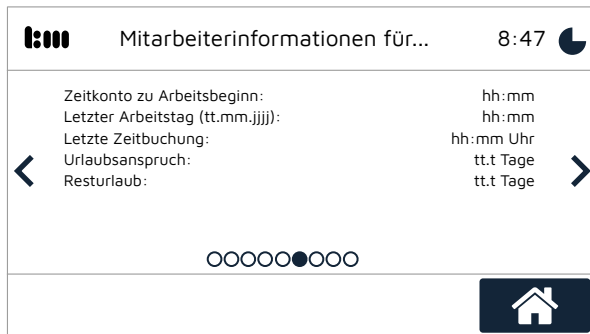 bm
Mitarbeiterinformationen für...
8:47
Zeitkonto zu Arbeitsbeginn: hh:mm
Letzter Arbeitstag (tt.mm.jjjj): hh:mm
Letzte Zeitbuchung: hh:mm Uhr
Urlaubsanspruch: tt.t Tage
Resturlaub: tt.t Tage